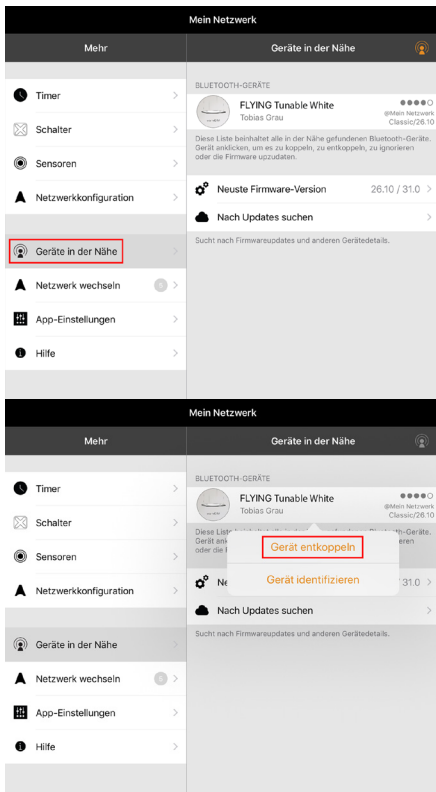 Mein Netzwerk
Mehr
Geräte in der Nähe
Timer
Schalter
Sensoren
Netzwerkkonfiguration
Geräte in der Nähe
Netzwerk wechseln
App-Einstellungen
Hilfe
BLUETOOTH-GERÄTE
FLYING Tunable White
Tobias Grau
@Mein Netzwerk
Classic/26.10
Diese Liste beinhaltet alle in der Nähe gefundenen Bluetooth-Geräte.
Gerät anklicken, um es zu koppeln, zu entkoppeln, zu ignorieren
oder die Firmware upzudaten.
Neuste Firmware-Version 26.10 / 31.0
Nach Updates suchen
Sucht nach Firmwareupdates und anderen Gerätedetails.
Mein Netzwerk
Mehr
Geräte in der Nähe
Timer
Schalter
Sensoren
Netzwerkkonfiguration
Geräte in der Nähe
Netzwerk wechseln
App-Einstellungen
Hilfe
BLUETOOTH-GERÄTE
FLYING Tunable White
Tobias Grau
@Mein Netzwerk
Classic/26.10
Gerät entkoppeln
Gerät identifizieren
31.0
Nach Updates suchen
Sucht nach Firmwareupdates und anderen Gerätedetails.